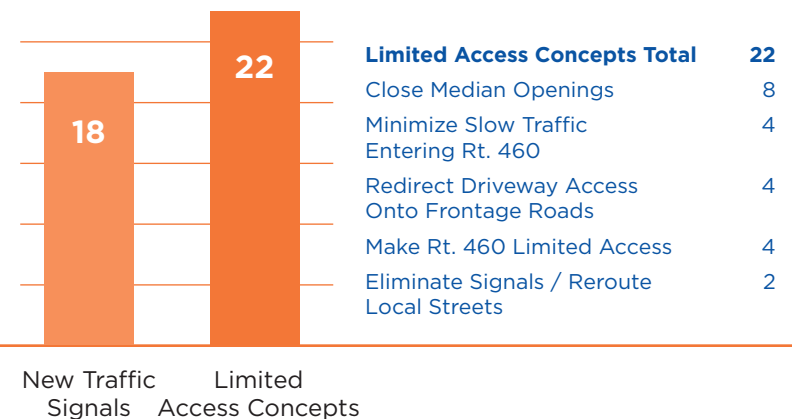 18
22
Limited Access Concepts Total 22
Close Median Openings 8
Minimize Slow Traffic 4
Entering Rt. 460
Redirect Driveway Access 4
Onto Frontage Roads
Make Rt. 460 Limited Access 4
Eliminate Signals / Reroute 2
Local Streets
New Traffic
Signals
Limited
Access Concepts